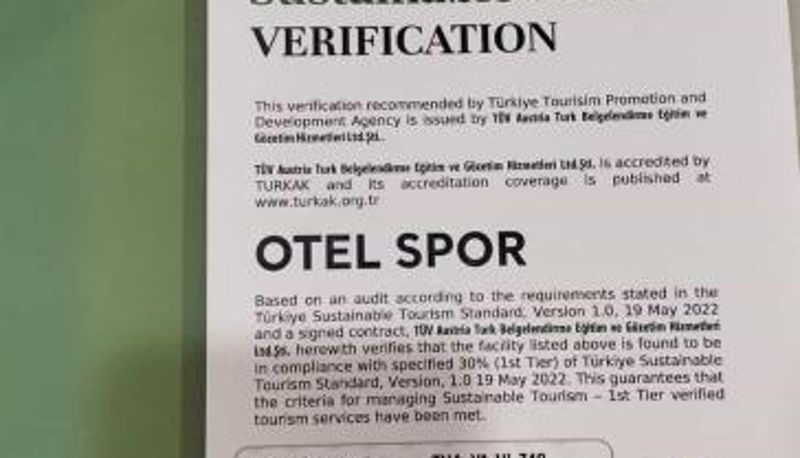 VERIFICATION
This verification recommended by Türkiye Tourisim Promotion and
Development Agency is issued by TÜV Austria Turk Belgelendirme Eğitim ve
Gözetim Hizmetleri Ltd.Şti..
TÜV Austria Turk Belgelendirme Eğitim ve Gözetim Hizmetleri Ltd.Şti. is accredited by
TURKAK and its accreditation coverage is published at
www.turkak.org.tr
OTEL SPOR
Based on an audit according to the requirements stated in the
Türkiye Sustainable Tourism Standard, Version 1.0, 19 May 2022
and a signed contract, TÜV Austria Turk Belgelendirme Eğitim ve Gözetim Hizmetleri
Ltd.Şti. herewith verifies that the facility listed above is found to be
in compliance with specified 30% (1st Tier) of Türkiye Sustainable
Tourism Standard, Version, 1.0 19 May 2022. This guarantees that
the criteria for managing Sustainable Tourism – 1st Tier verified
tourism services have been met.